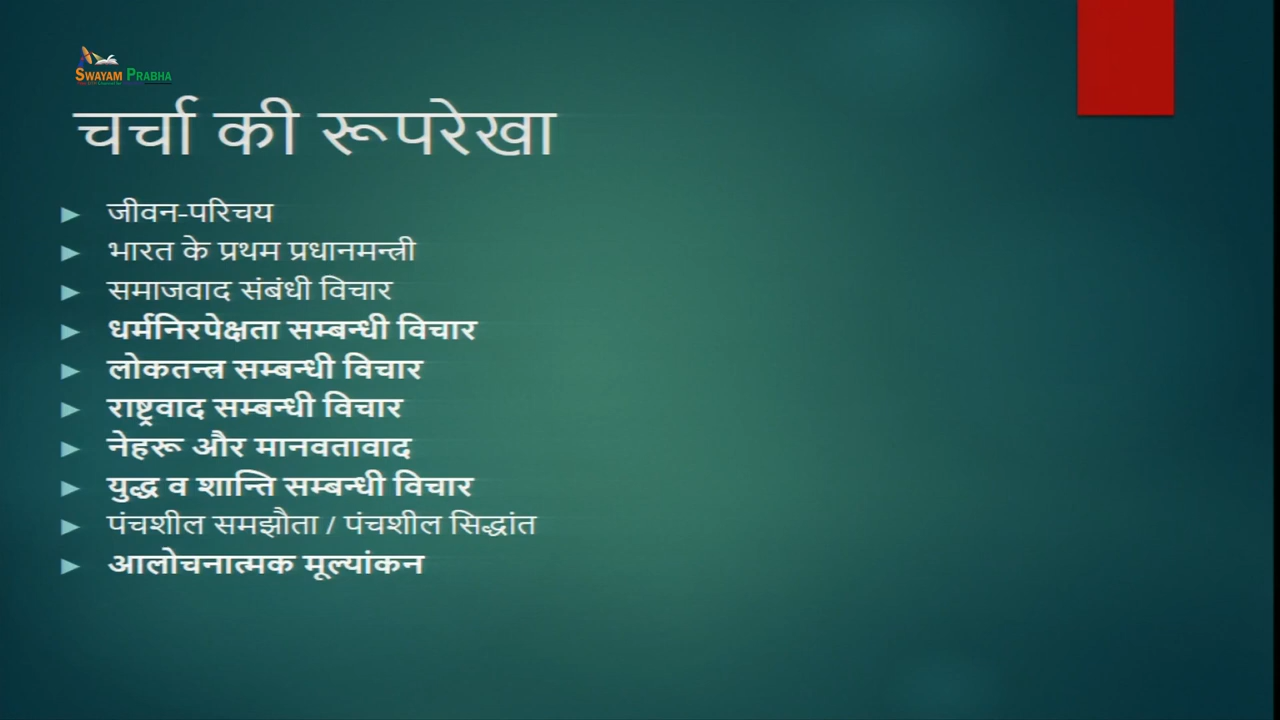 SWAYAM PRABHA
चर्चा की रूपरेखा
जीवन-परिचय
भारत के प्रथम प्रधानमन्त्री
समाजवाद संबंधी विचार
धर्मनिरपेक्षता सम्बन्धी विचार
लोकतन्त्र सम्बन्धी विचार
राष्ट्रवाद सम्बन्धी विचार
नेहरू और मानवतावाद
युद्ध व शान्ति सम्बन्धी विचार
पंचशील समझौता / पंचशील सिद्धांत
आलोचनात्मक मूल्यांकन